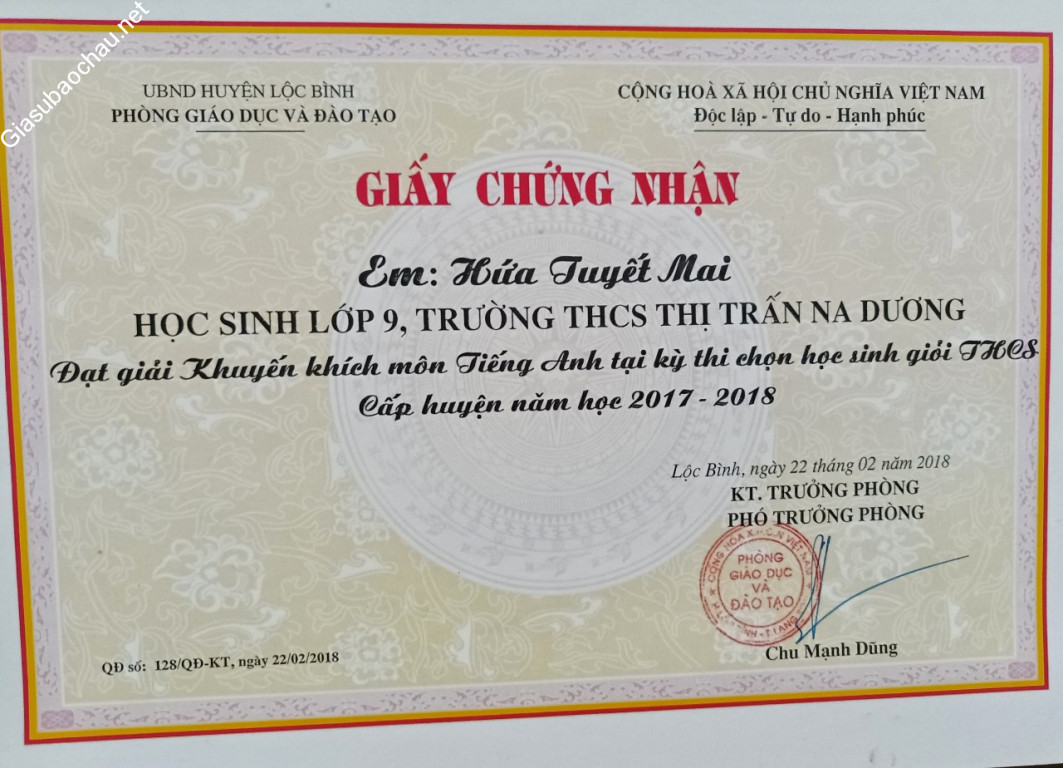 Giasubaochau.net
UBND HUYỆN LỘC BÌNH
PHÒNG GIÁO DỤC VÀ ĐÀO TẠO
CỘNG HOÀ XÃ HỘI CHỦ NGHĨA VIỆT NAM
Độc lập - Tự do - Hạnh phúc
GIẤY CHỨNG NHẬN
Em: Hứa Tuyết Mai
HỌC SINH LỚP 9, TRƯỜNG THCS THỊ TRẤN NA DƯƠNG
Đạt giải Khuyến khích môn Tiếng Anh tại kỳ thi chọn học sinh giỏi THCS
Cấp huyện năm học 2017 - 2018
Lộc Bình, ngày 22 tháng 02 năm 2018
KT. TRƯỞNG PHÒNG
PHÓ TRƯỞNG PHÒNG
PHÒNG
GIÁO DỤC
VÀ
ĐÀO TẠO
Chu Mạnh Dũng
QĐ số: 128/QĐ-KT, ngày 22/02/2018